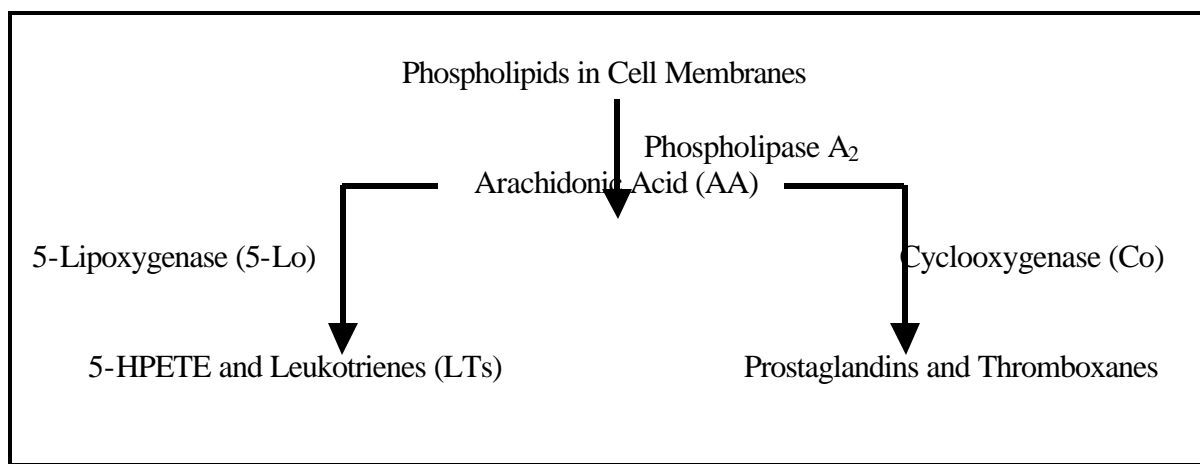 Phospholipids in Cell Membranes
Phospholipase A₂
Arachidonic Acid (AA)
5-Lipoxygenase (5-Lo)
Cyclooxygenase (Co)
5-HPETE and Leukotrienes (LTs)
Prostaglandins and Thromboxanes